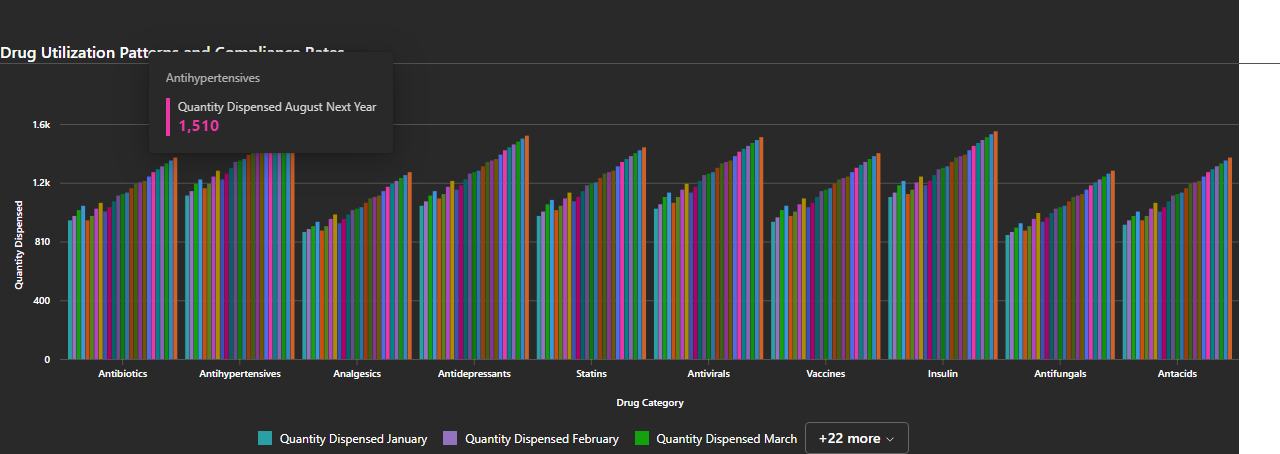 Drug Utilization Patterns and Compliance Rates
Antihypertensives
Quantity Dispensed August Next Year
1,510
1.6k
1.2k
810
400
0
Quantity Dispensed
Antibiotics
Antihypertensives
Analgesics
Antidepressants
Statins
Antivirals
Vaccines
Insulin
Antifungals
Antacids
Drug Category
Quantity Dispensed January
Quantity Dispensed February
Quantity Dispensed March
+22 more